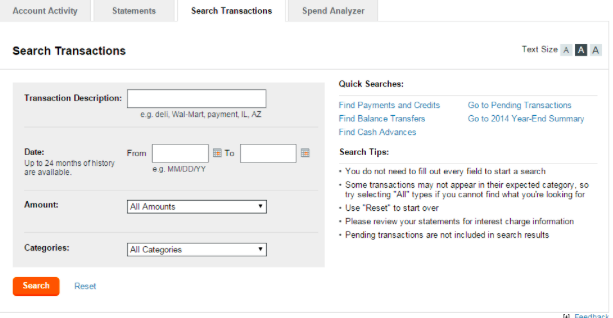 Account Activity
Statements
Search Transactions
Spend Analyzer
Search Transactions
Text Size A A A
Transaction Description:
e.g. deli, Wal-Mart, payment, IL, AZ
Date:
Up to 24 months of history
are available.
From
To
e.g. MM/DD/YY
Amount:
All Amounts
Categories:
All Categories
Search
Reset
Quick Searches:
Find Payments and Credits
Go to Pending Transactions
Find Balance Transfers
Go to 2014 Year-End Summary
Find Cash Advances
Search Tips:
• You do not need to fill out every field to start a search
• Some transactions may not appear in their expected category, so
try selecting "All" types if you cannot find what you're looking for
• Use "Reset" to start over
• Please review your statements for interest charge information
• Pending transactions are not included in search results
[+] Feedback